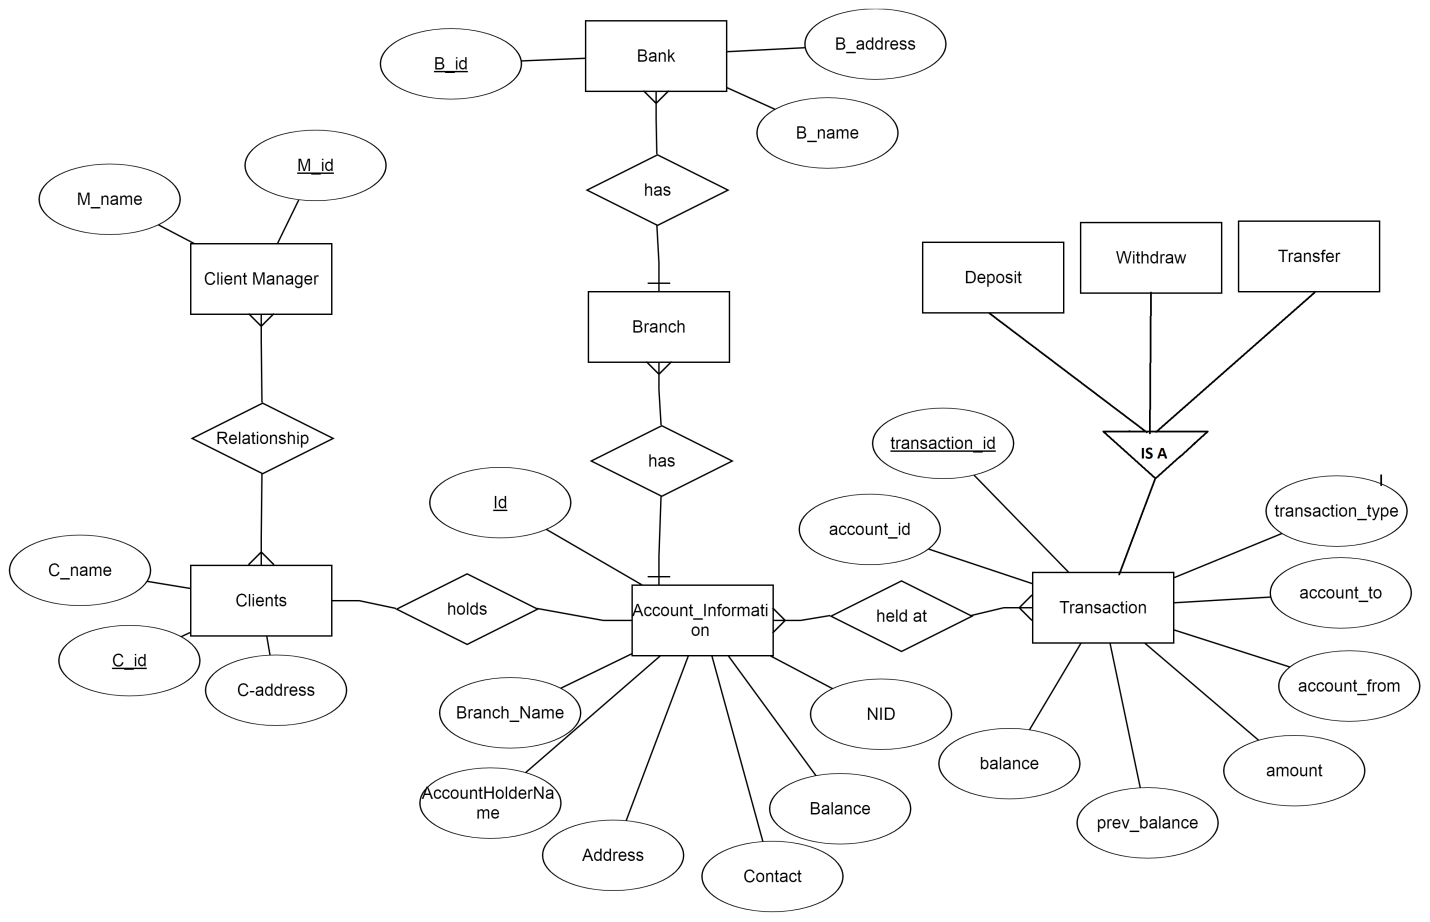 Bank
B_id
B_address
B_name
M_id
M_name
has
Client Manager
Deposit
Withdraw
Transfer
Branch
Relationship
has
transaction_id
IS A
Id
account_id
transaction_type
C_name
Clients
holds
Account_Informati
on
held at
Transaction
account_to
C_id
C-address
Branch_Name
NID
account_from
balance
amount
AccountHolderNa
me
Balance
prev_balance
Address
Contact